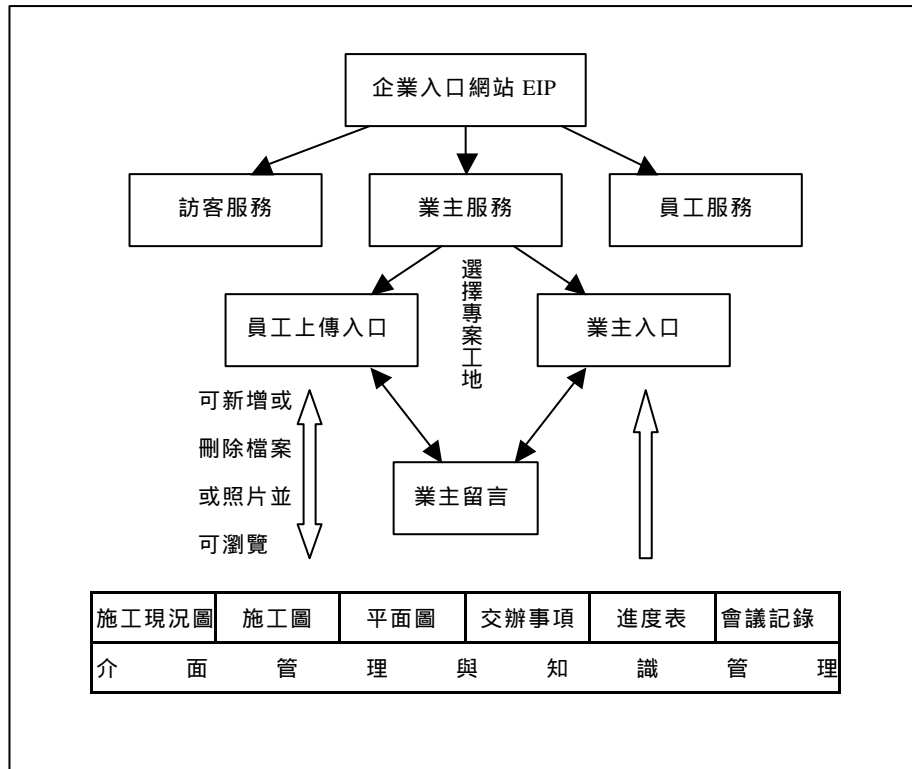 企業入口網站 EIP
訪客服務
業主服務
員工服務
選擇專案工地
員工上傳入口
業主入口
可新增或
刪除檔案
或照片並
可瀏覽
業主留言
施工現況圖 施工圖 平面圖 交辦事項 進度表 會議記錄
介面管理與知識管理